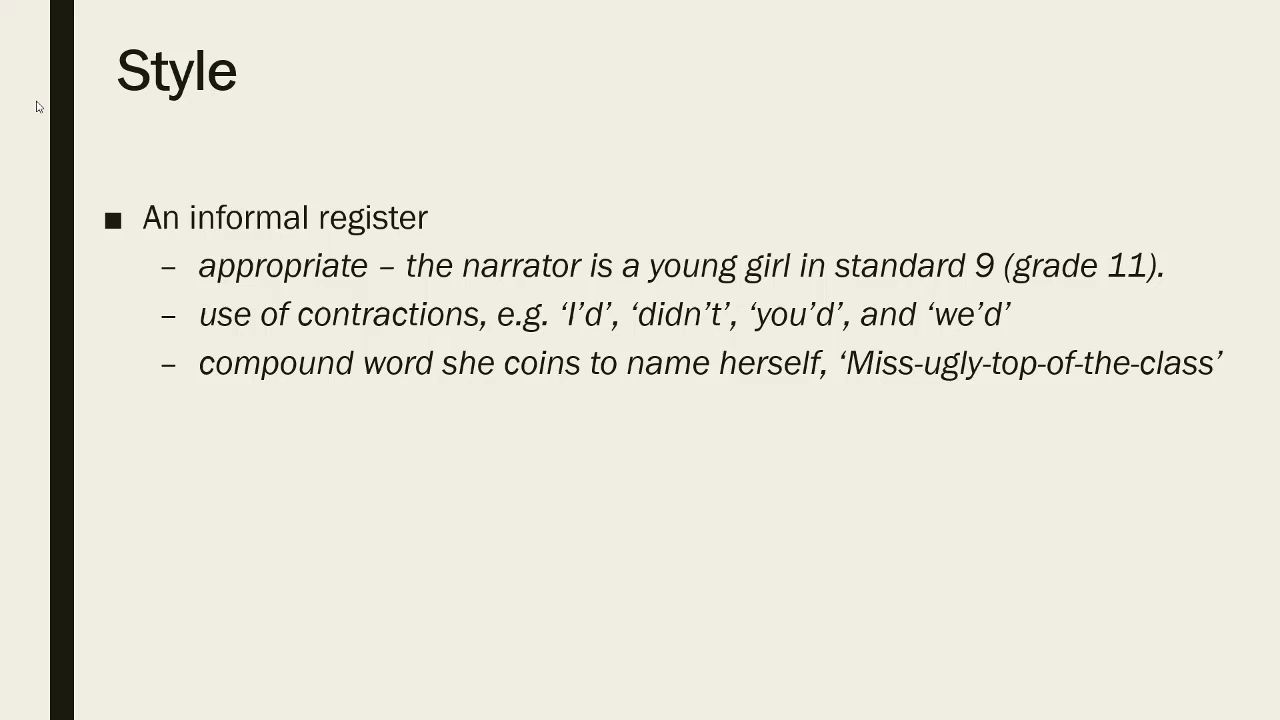 Style
■ An informal register
– appropriate – the narrator is a young girl in standard 9 (grade 11).
– use of contractions, e.g. ‘I’d’, ‘didn’t’, ‘you’d’, and ‘we’d’
– compound word she coins to name herself, ‘Miss-ugly-top-of-the-class’